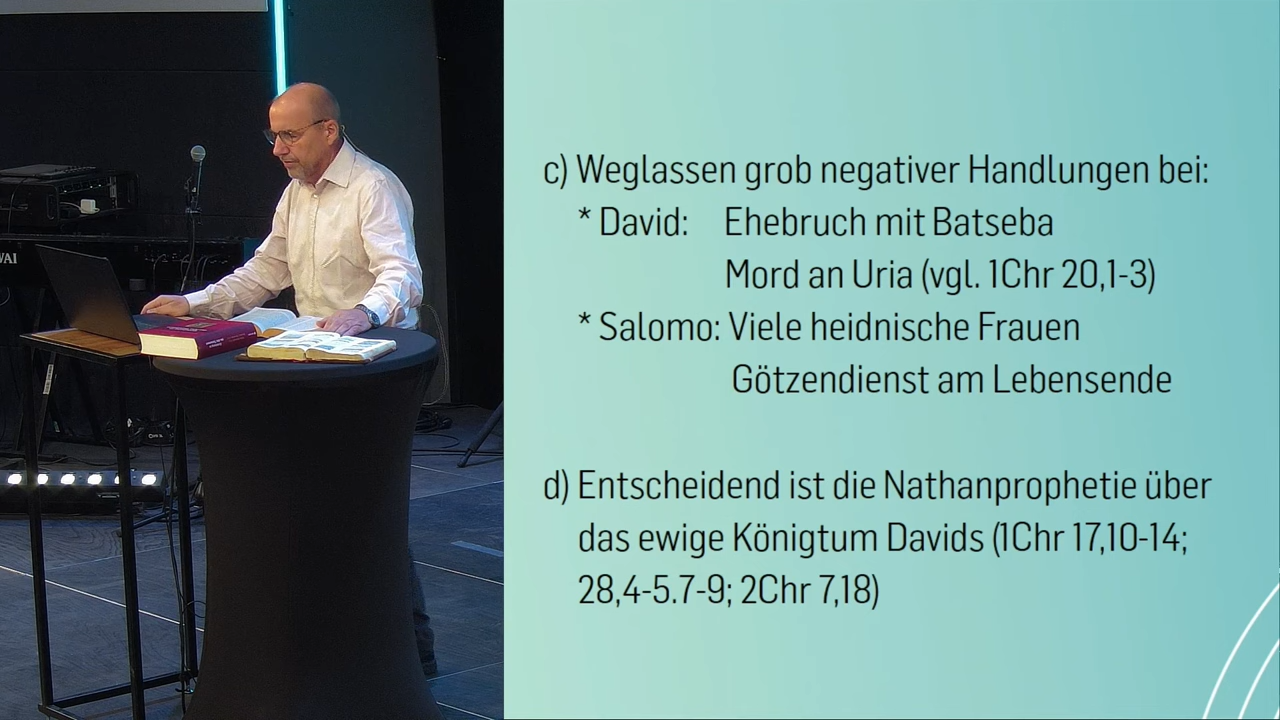 WAI
c) Weglassen grob negativer Handlungen bei:
* David: Ehebruch mit Batseba
Mord an Uria (vgl. 1Chr 20,1-3)
* Salomo: Viele heidnische Frauen
Götzendienst am Lebensende
d) Entscheidend ist die Nathanprophetie über
das ewige Königtum Davids (1Chr 17,10-14;
28,4-5.7-9; 2Chr 7,18)